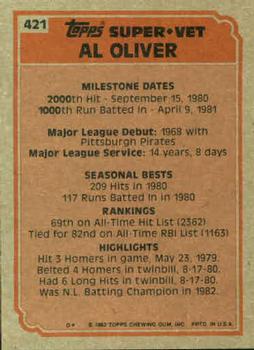 421
Topps SUPER•VET
AL OLIVER
MILESTONE DATES
2000th Hit - September 15, 1980
1000th Run Batted In - April 9, 1981
Major League Debut: 1968 with
Pittsburgh Pirates
Major League Service: 14 years, 8 days
SEASONAL BESTS
209 Hits in 1980
117 Runs Batted In in 1980
RANKINGS
69th on All-Time Hit List (2362)
Tied for 82nd on All-Time RBI List (1163)
HIGHLIGHTS
Hit 3 Homers in game, May 23, 1979.
Belted 4 Homers in twinbill, 8-17-80.
Had 6 Long Hits in twinbill, 8-17-80.
Was N.L. Batting Champion in 1982.
D* © 1983 TOPPS CHEWING GUM, INC. PRTD. IN U.S.A.